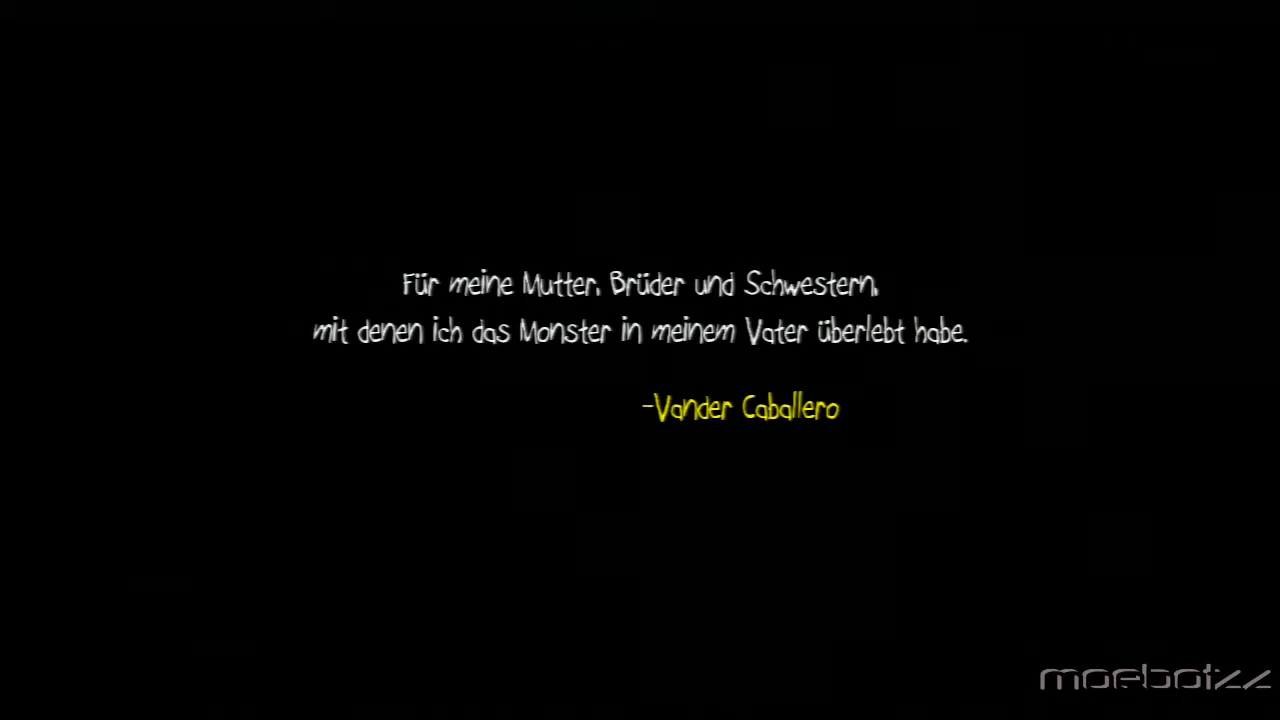 Für meine Mutter, Brüder und Schwestern,
mit denen ich das Monster in meinem Vater überlebt habe.
-Vander Caballero
moebotzz